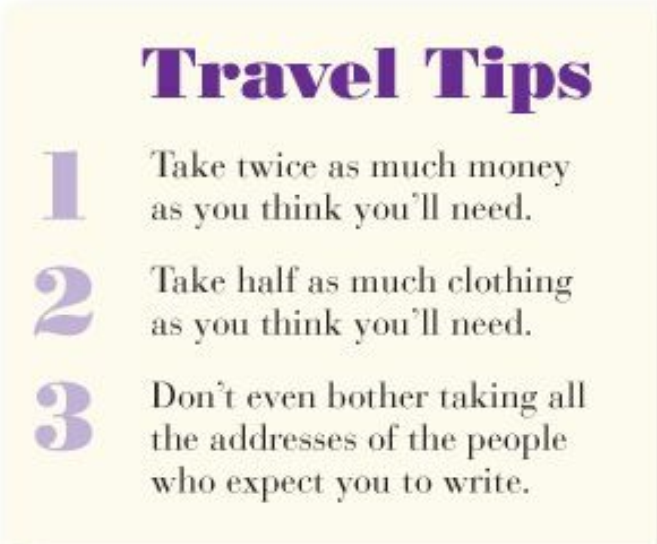 Travel Tips
1 Take twice as much money
as you think you'll need.
2 Take half as much clothing
as you think you'll need.
3 Don't even bother taking all
the addresses of the people
who expect you to write.